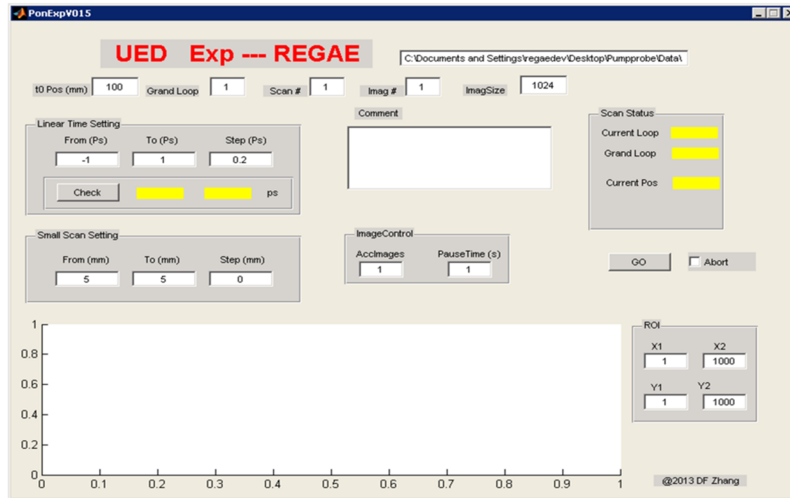 PonExpV015
UED Exp --- REGAE
C:\Documents and Settings\regaedev\Desktop\Pumpprobe\Data\
t0 Pos (mm) 100 Grand Loop 1 Scan # 1 Imag # 1 ImagSize 1024
Linear Time Setting
From (Ps) To (Ps) Step (Ps)
-1 1 0.2
Check ps
Comment
Scan Status
Current Loop
Grand Loop
Current Pos
Small Scan Setting
From (mm) To (mm) Step (mm)
5 5 0
ImageControl
AccImages PauseTime (s)
1 1
GO Abort
1
0.8
0.6
0.4
0.2
0
0 0.1 0.2 0.3 0.4 0.5 0.6 0.7 0.8 0.9 1
ROI
X1 X2
1 1000
Y1 Y2
1 1000
@2013 DF Zhang